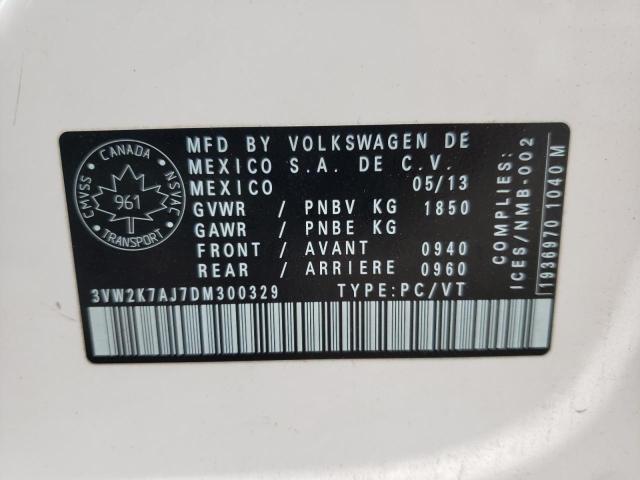 CANADA
CMVSS
NSVAC
961
TRANSPORT
MFD BY VOLKSWAGEN DE
MEXICO S.A. DE C.V.
MEXICO 05/13
GVWR / PNBV KG 1850
GAWR / PNBE KG
FRONT / AVANT 0940
REAR / ARRIERE 0960
3VW2K7AJ7DM300329 TYPE:PC/VT
COMPLIES:
ICES/NMB-002
1936970 1040 M